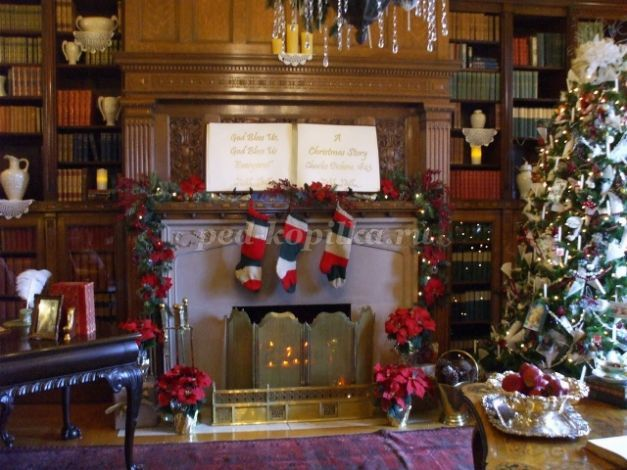 God Bless Us,
God Bless Us
Everyone!
A
Christmas Story
Charles Dickens, 1843
ped-kopilka.ru